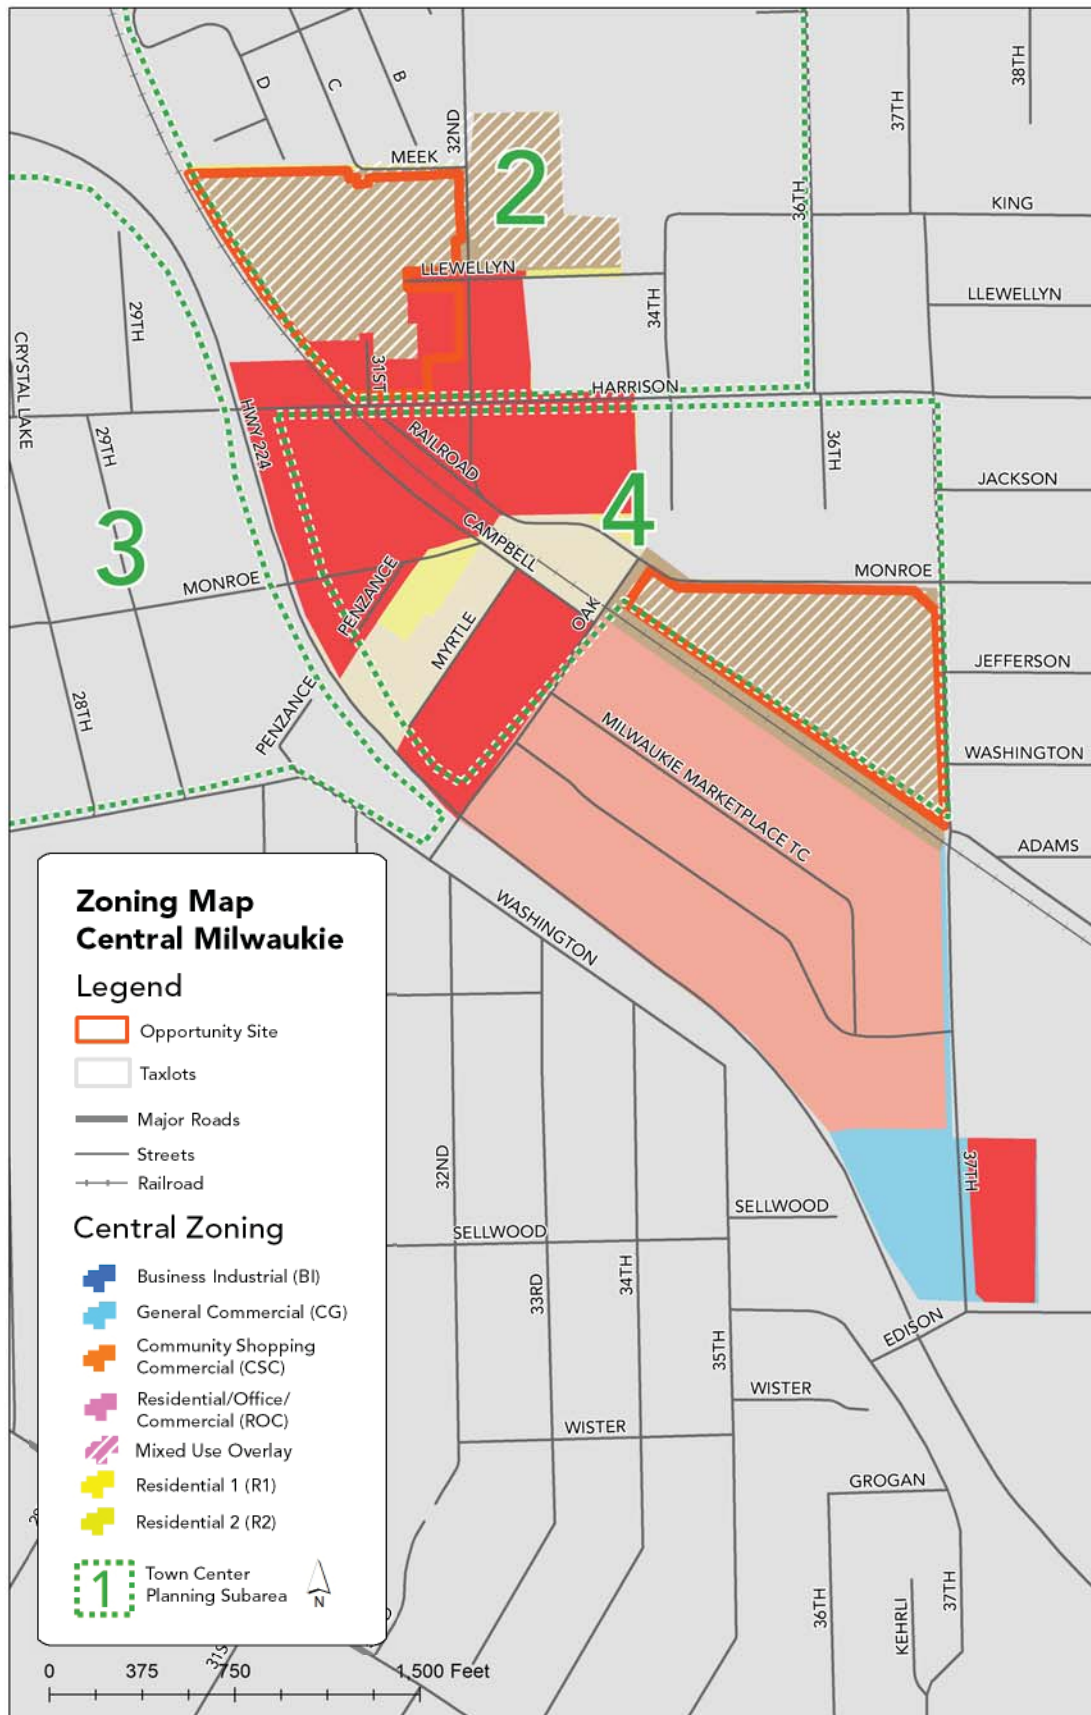 37TH
38TH
D
C
B
32ND
MEEK
2
36TH
KING
LLEWELLYN
LLEWELLYN
34TH
29TH
CRYSTAL LAKE
31ST
HARRISON
HWY 224
29TH
RAILROAD
36TH
JACKSON
4
3
CAMPBELL
MONROE
PENZANCE
MONROE
OAK
MYRTLE
JEFFERSON
28TH
PENZANCE
MILWAUKIE MARKETPLACE TC
WASHINGTON
ADAMS
WASHINGTON
Zoning Map
Central Milwaukie
Legend
Opportunity Site
Taxlots
Major Roads
Streets
Railroad
Central Zoning
Business Industrial (BI)
General Commercial (CG)
Community Shopping
Commercial (CSC)
Residential/Office/
Commercial (ROC)
Mixed Use Overlay
Residential 1 (R1)
Residential 2 (R2)
1
Town Center
Planning Subarea
N
32ND
37TH
SELLWOOD
SELLWOOD
33RD
34TH
35TH
EDISON
WISTER
WISTER
GROGAN
36TH
KEHRLI
37TH
0
375
750
1,500 Feet